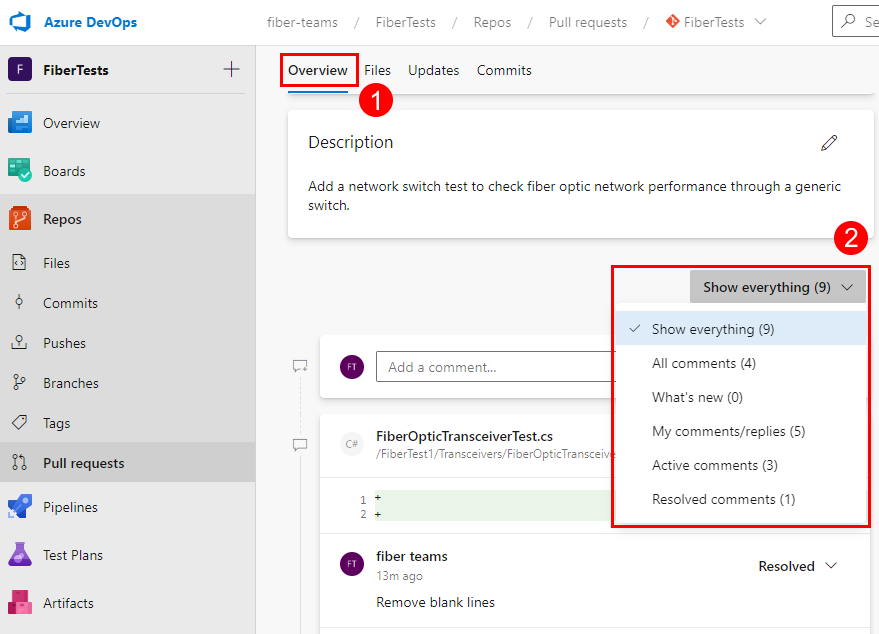 Azure DevOps
fiber-teams / FiberTests / Repos / Pull requests / FiberTests
Se
F FiberTests +
Overview
Boards
Repos
Files
Commits
Pushes
Branches
Tags
Pull requests
Pipelines
Test Plans
Artifacts
Overview Files Updates Commits
1
Description
Add a network switch test to check fiber optic network performance through a generic
switch.
2
Show everything (9)
Show everything (9)
All comments (4)
What's new (0)
My comments/replies (5)
Active comments (3)
Resolved comments (1)
FT Add a comment...
C# FiberOpticTransceiverTest.cs
/FiberTest1/Transceivers/FiberOpticTransceive
1 +
2 +
FT fiber teams
13m ago
Resolved
Remove blank lines